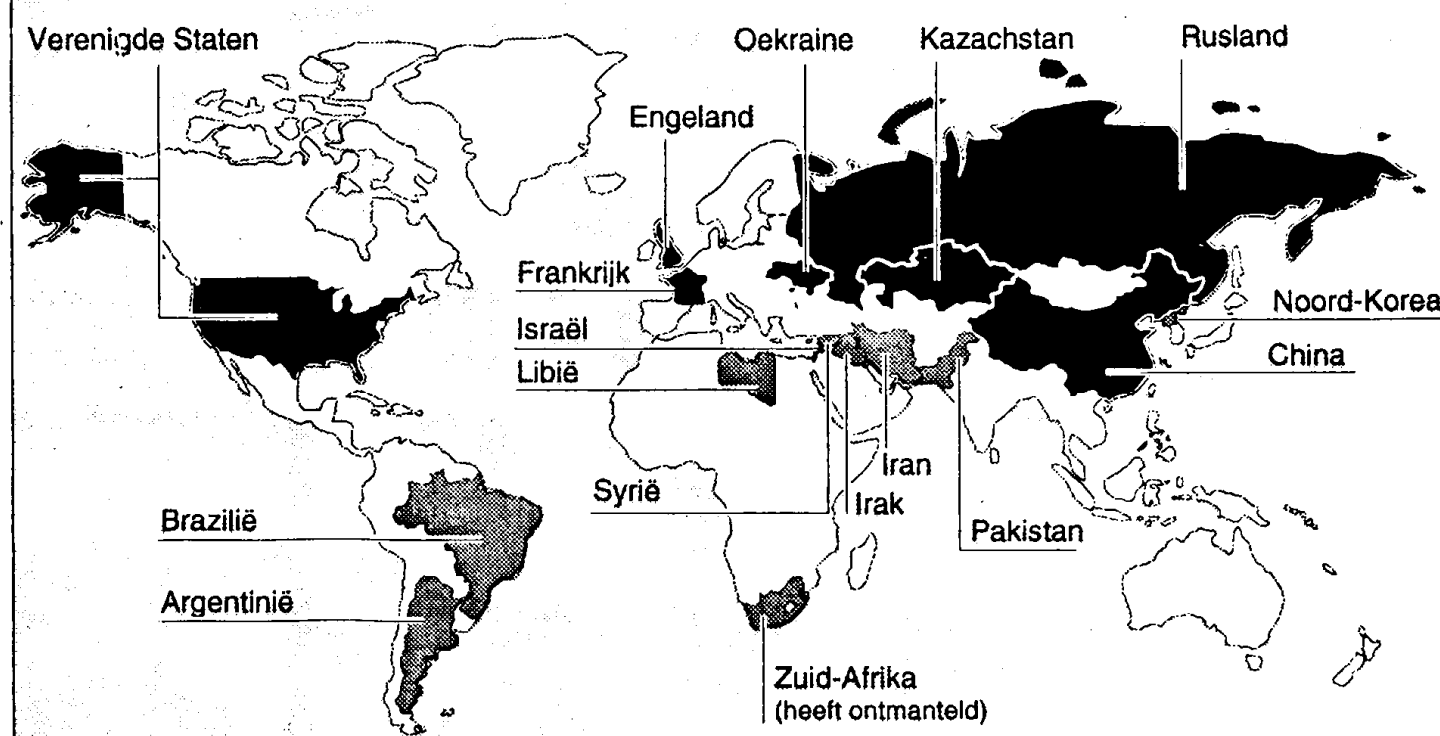 Verenigde Staten
Oekraine
Kazachstan
Rusland
Engeland
Frankrijk
Noord-Korea
Israël
China
Libië
Iran
Syrië
Irak
Brazilië
Pakistan
Argentinië
Zuid-Afrika
(heeft ontmanteld)